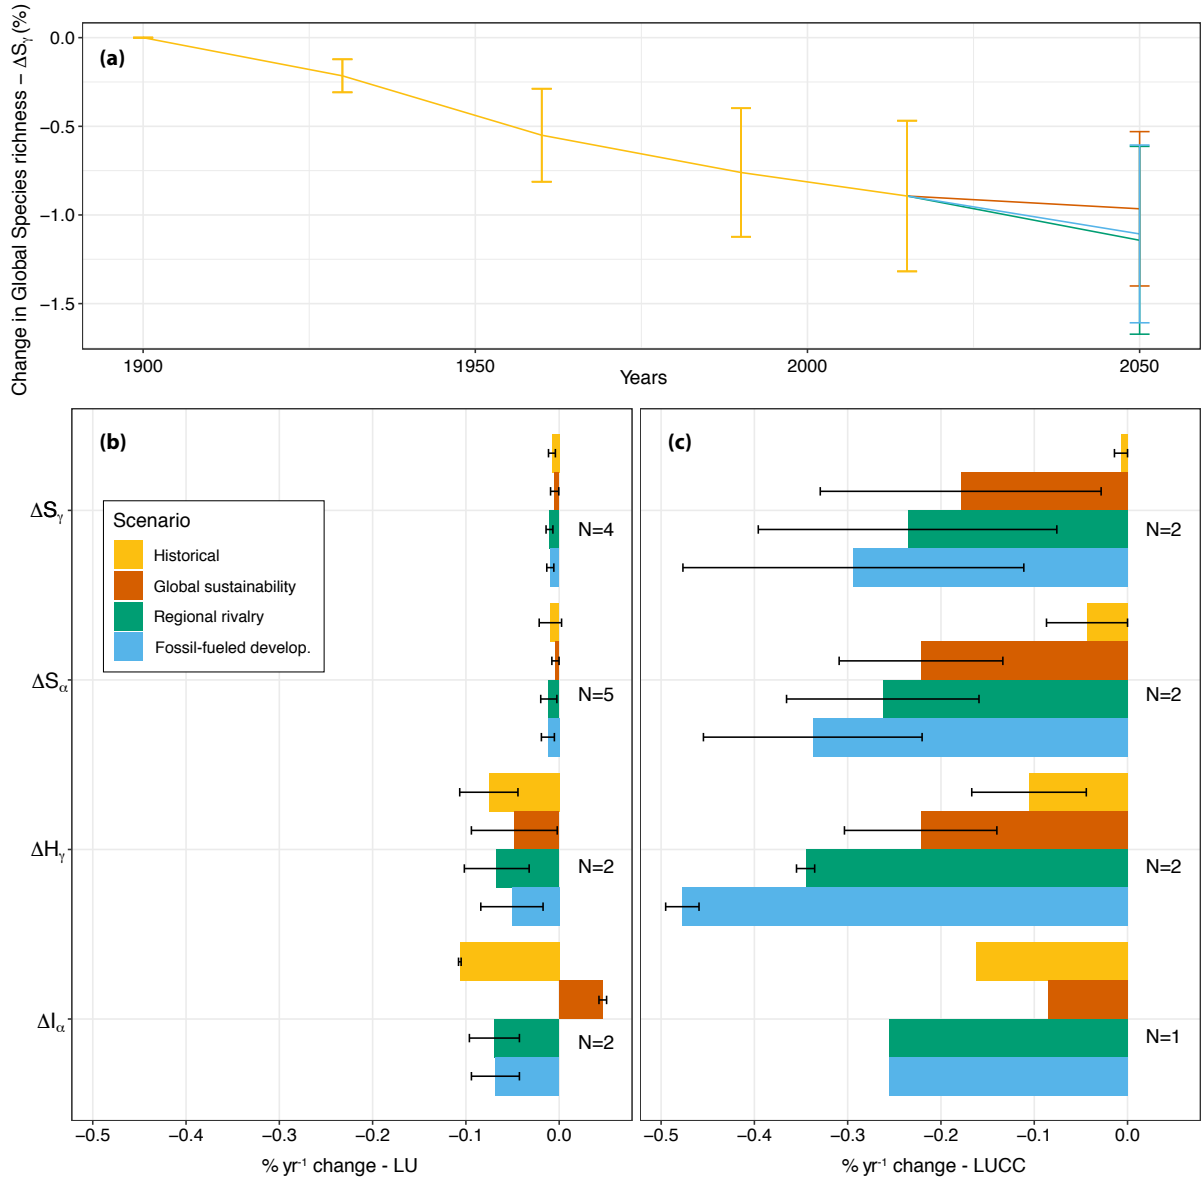 Change in Global Species richness – ΔSγ (%)
(a)
0.0
−0.5
−1.0
−1.5
1900
1950
2000
2050
Years
(b)
Scenario
Historical
Global sustainability
Regional rivalry
Fossil-fueled develop.
ΔSγ
N=4
ΔSα
N=5
ΔHγ
N=2
ΔIα
N=2
−0.5
−0.4
−0.3
−0.2
−0.1
0.0
% yr-1 change - LU
(c)
N=2
N=2
N=2
N=1
−0.5
−0.4
−0.3
−0.2
−0.1
0.0
% yr-1 change - LUCC